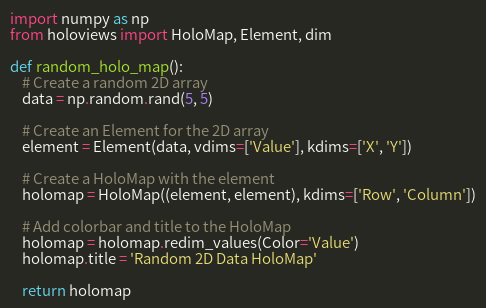 import numpy as np
from holoviews import HoloMap, Element, dim
def random_holo_map():
# Create a random 2D array
data = np.random.rand(5, 5)
# Create an Element for the 2D array
element = Element(data, vdims=['Value'], kdims=['X', 'Y'])
# Create a HoloMap with the element
holomap = HoloMap((element, element), kdims=['Row', 'Column'])
# Add colorbar and title to the HoloMap
holomap = holomap.redim_values(Color='Value')
holomap.title = 'Random 2D Data HoloMap'
return holomap